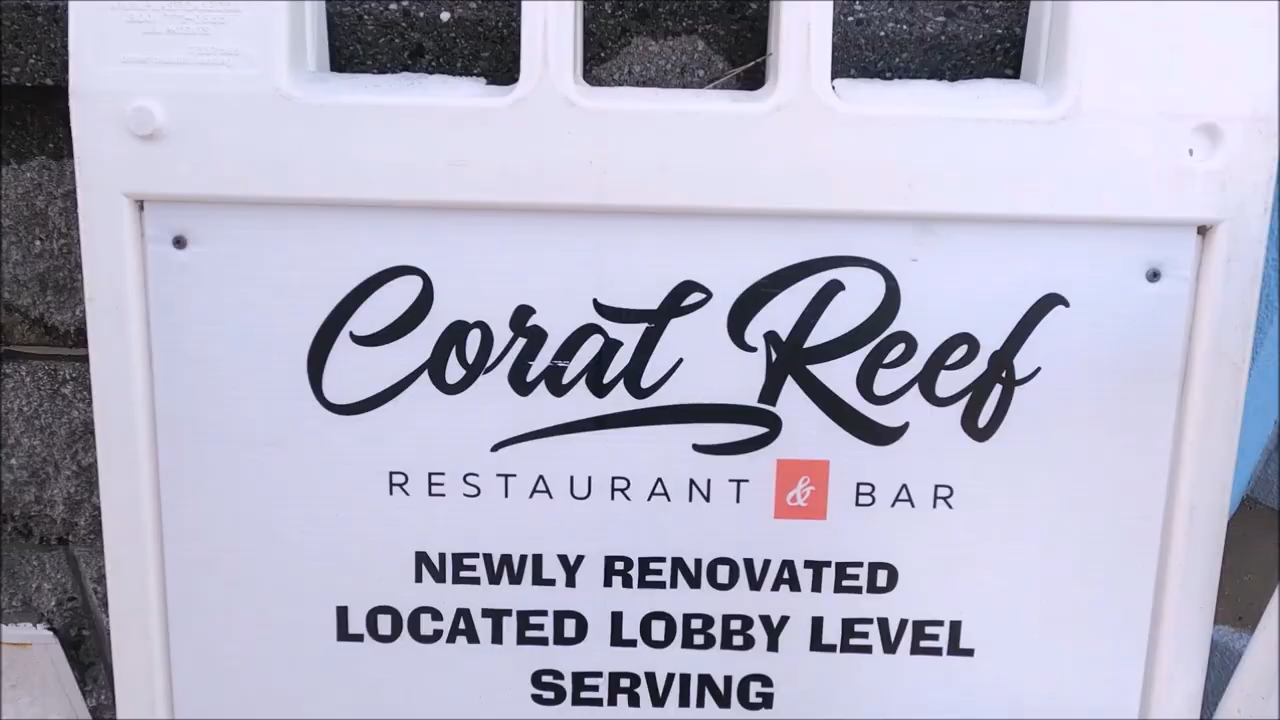 Coral Reef
RESTAURANT & BAR
NEWLY RENOVATED
LOCATED LOBBY LEVEL
SERVING